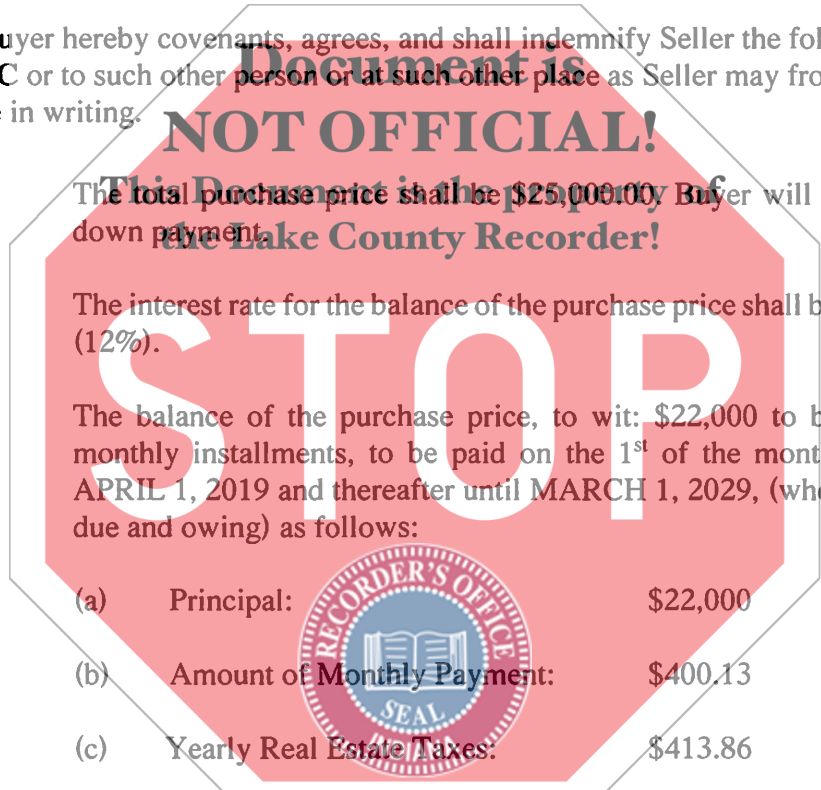 uyer hereby covenants, agrees, and shall indemnify Seller the fol
Document is
C or to such other person or at such other place as Seller may fro
e in writing.
NOT OFFICIAL!
This Document is the property of
The total purchase price shall be $25,000.00. Buyer will
down payment.
the Lake County Recorder!
The interest rate for the balance of the purchase price shall b
(12%).
STOP
The balance of the purchase price, to wit: $22,000 to b
monthly installments, to be paid on the 1st of the mont
APRIL 1, 2019 and thereafter until MARCH 1, 2029, (whe
due and owing) as follows:
(a) Principal: $22,000
(b) Amount of Monthly Payment: $400.13
(c) Yearly Real Estate Taxes: $413.86
RECORDER'S OFFICE
SEAL
INDIANA